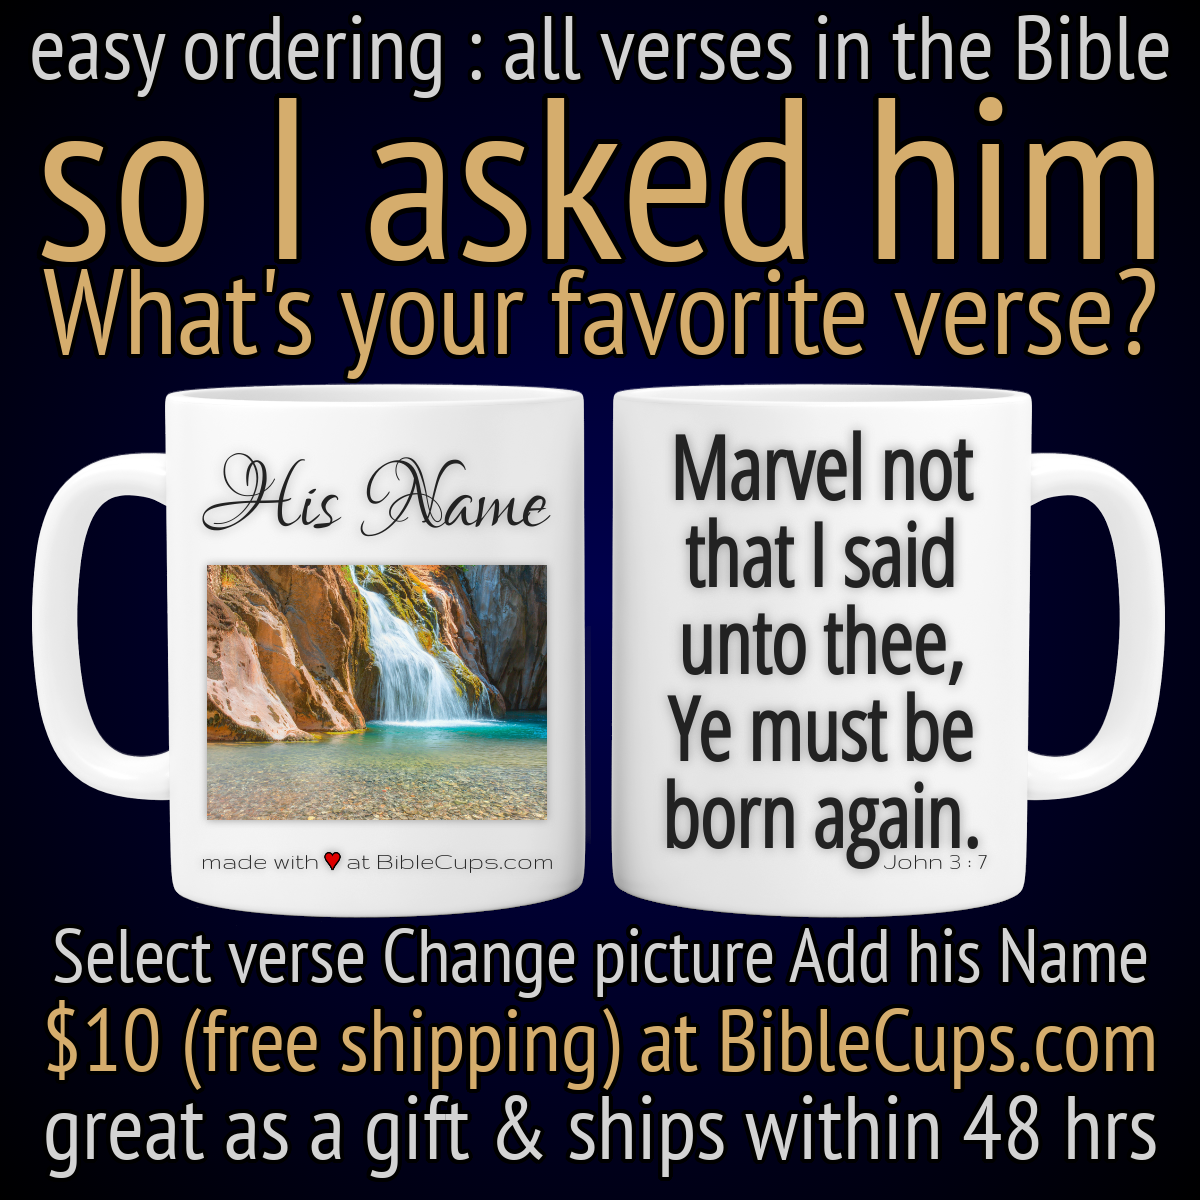 easy ordering : all verses in the Bible
so I asked him
What's your favorite verse?
His Name
made with at BibleCups.com
Marvel not
that I said
unto thee,
Ye must be
born again.
John 3 : 7
Select verse Change picture Add his Name
$10 (free shipping) at BibleCups.com
great as a gift & ships within 48 hrs